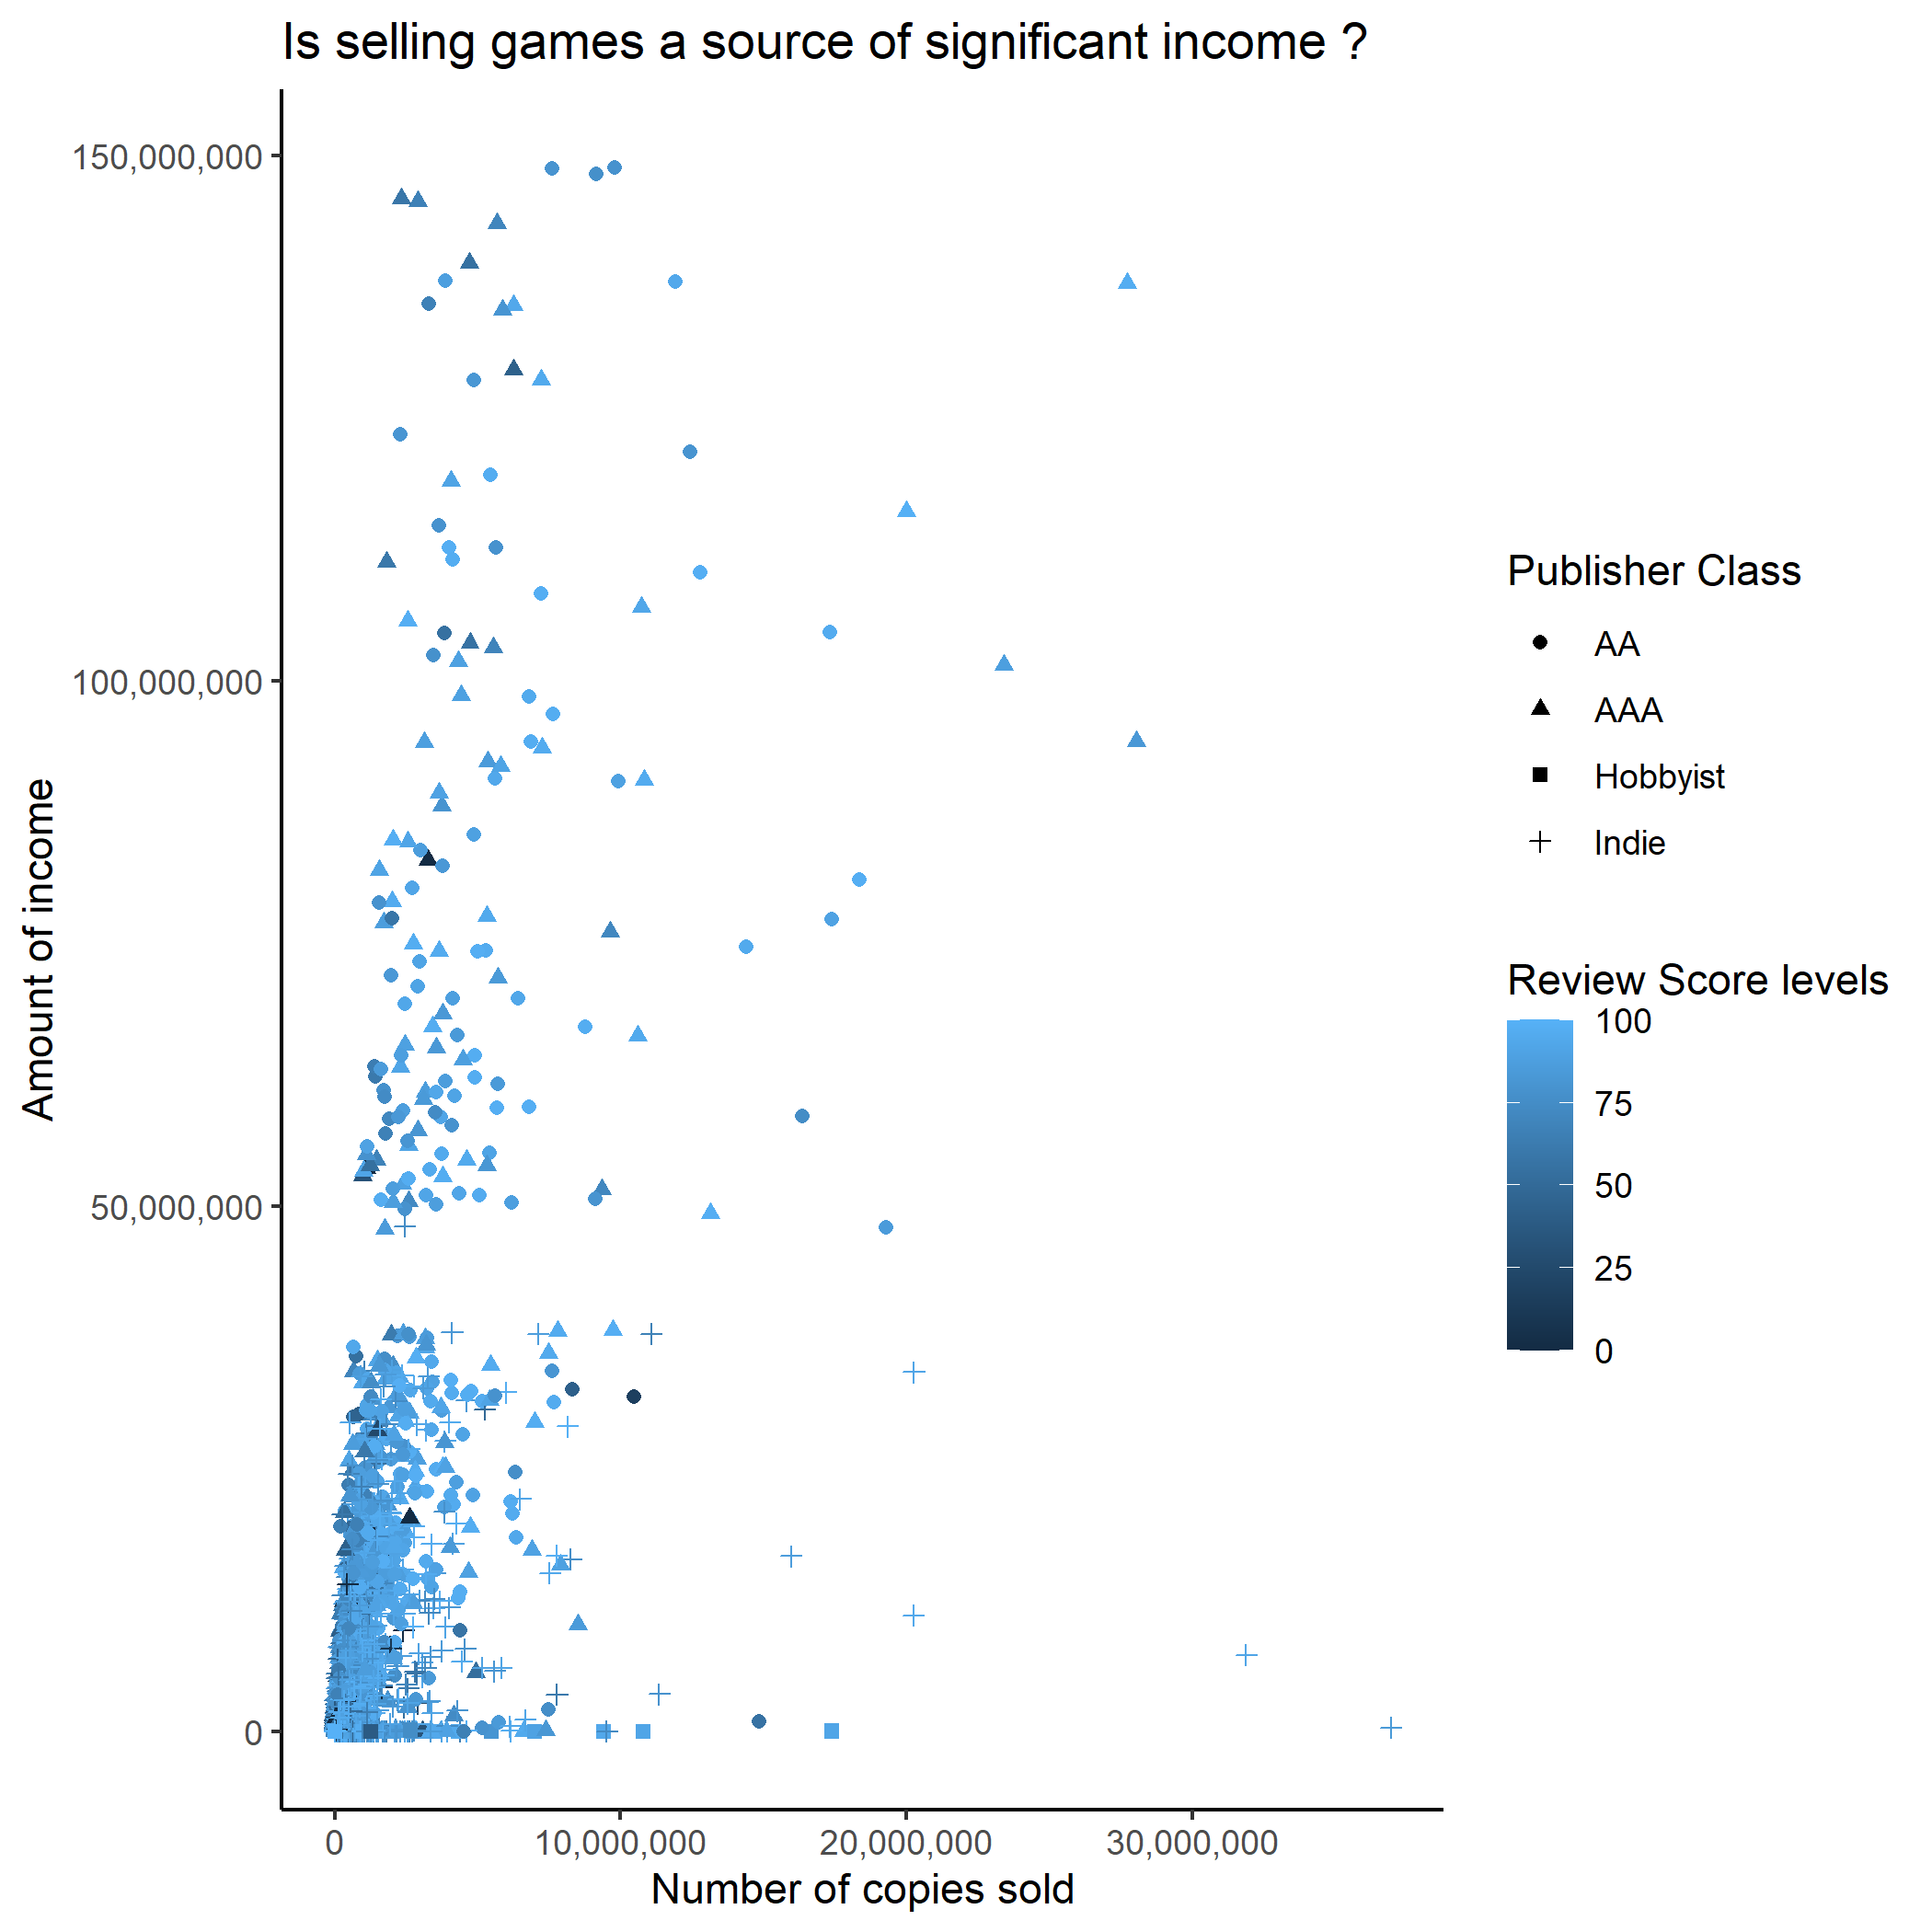 Is selling games a source of significant income ?
Amount of income
150,000,000
100,000,000
50,000,000
0
0
10,000,000
20,000,000
30,000,000
Number of copies sold
Publisher Class
AA
AAA
Hobbyist
Indie
Review Score levels
100
75
50
25
0